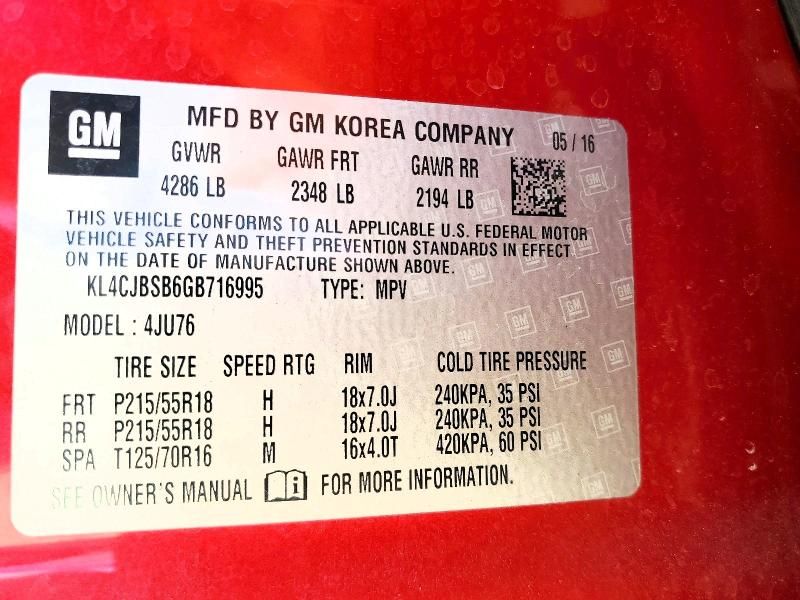 GM
MFD BY GM KOREA COMPANY 05 / 16
GVWR GAWR FRT GAWR RR
4286 LB 2348 LB 2194 LB
THIS VEHICLE CONFORMS TO ALL APPLICABLE U.S. FEDERAL MOTOR
VEHICLE SAFETY AND THEFT PREVENTION STANDARDS IN EFFECT
ON THE DATE OF MANUFACTURE SHOWN ABOVE.
KL4CJBSB6GB716995 TYPE: MPV
MODEL : 4JU76
TIRE SIZE SPEED RTG RIM COLD TIRE PRESSURE
FRT P215/55R18 H 18x7.0J 240KPA, 35 PSI
RR P215/55R18 H 18x7.0J 240KPA, 35 PSI
SPA T125/70R16 M 16x4.0T 420KPA, 60 PSI
SEE OWNER'S MANUAL i FOR MORE INFORMATION.